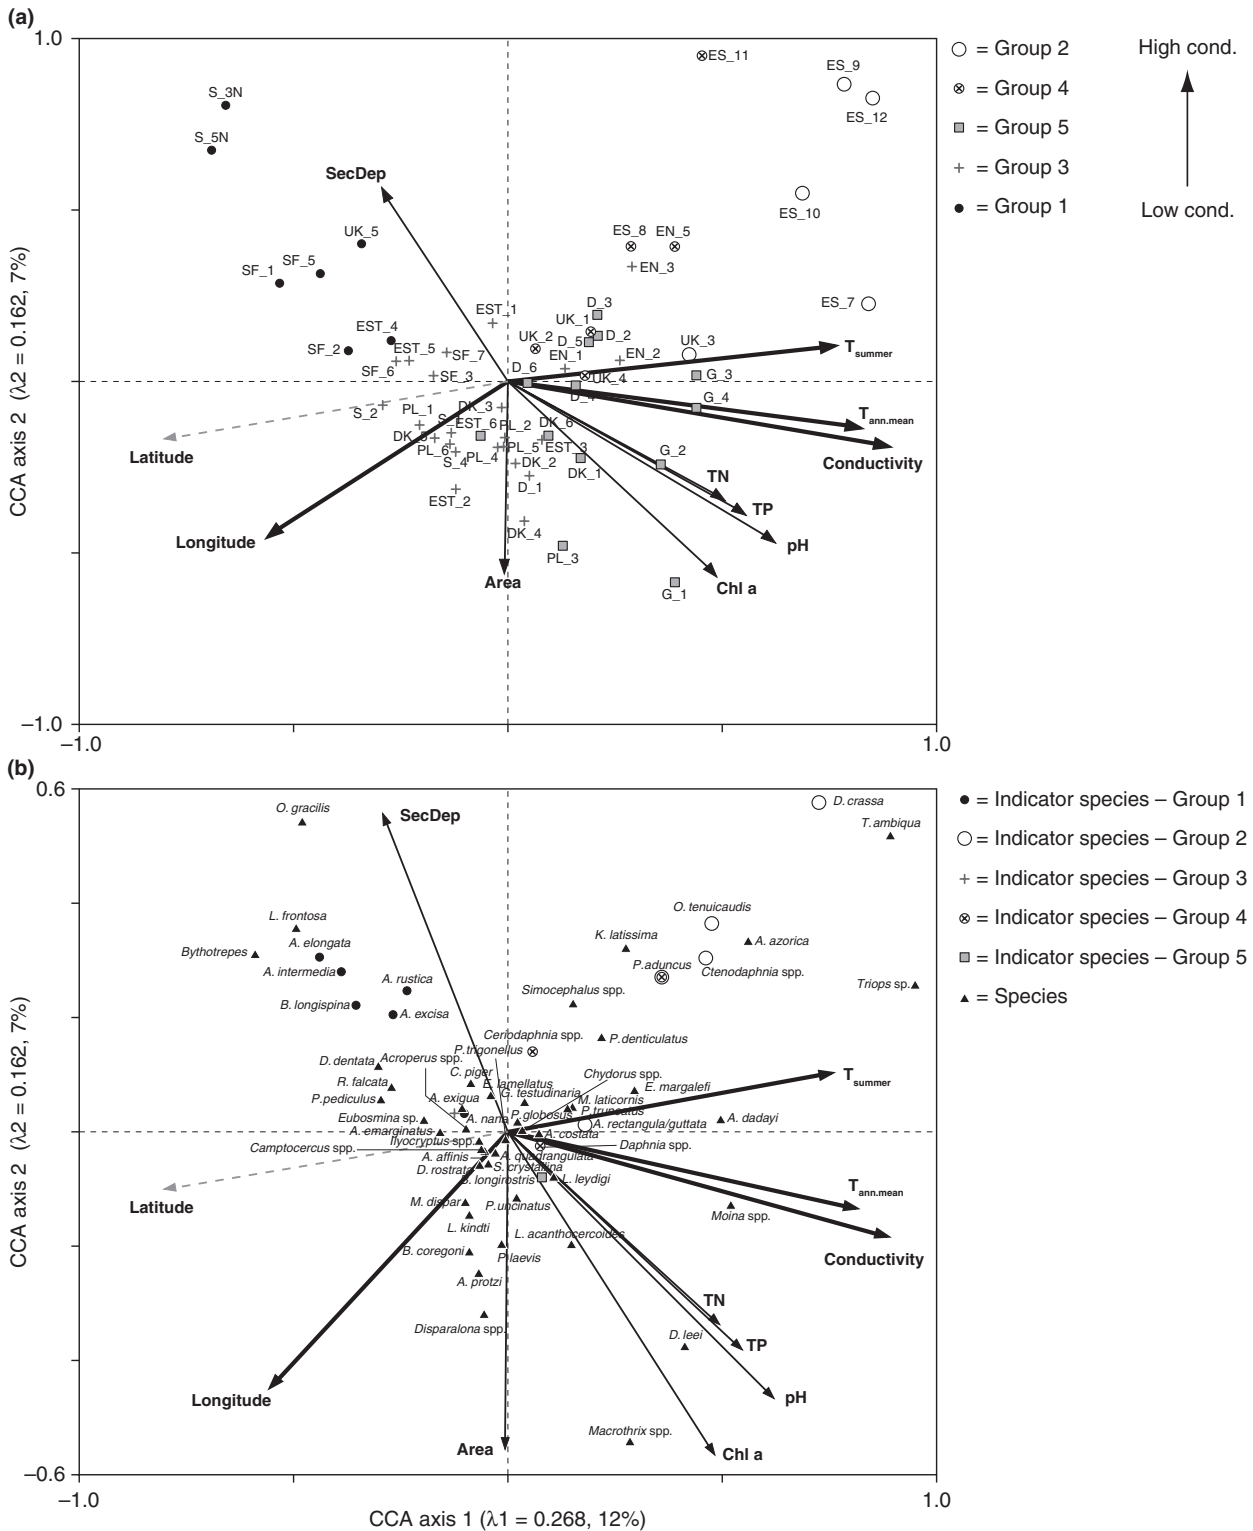 (a)
1.0
ES_11
ES_9
ES_12
S_3N
S_5N
SecDep
ES_10
UK_5
ES_8
EN_5
SF_5
SF_1
EN_3
ES_7
EST_1
D_3
EST_4
UK_1
D_2
UK_2
D_5
UK_3
SF_2
EST_5
SF_7
EN_1
EN_2
T summer
SF_6
SF_3
D_6
UK_4
G_3
D_4
G_4
S_2
PL_1
DK_3
T ann.mean
EST_6
PL_2
DK_6
DK_5
PL_6
PL_4
PL_5
EST_3
Latitude
S_4
DK_2
DK_1
G_2
Conductivity
TN
EST_2
D_1
TP
DK_4
Longitude
PL_3
pH
Area
G_1
Chl a
CCA axis 2 (λ2 = 0.162, 7%)
−1.0
−1.0
1.0
= Group 2
= Group 4
= Group 5
= Group 3
= Group 1
High cond.
Low cond.
(b)
0.6
O. gracilis
SecDep
D. crassa
T. ambiqua
L. frontosa
O. tenuicaudis
A. elongata
K. latissima
A. azorica
Bythotrepes
A. intermedia
P. aduncus
Ctenodaphnia spp.
A. rustica
Simocephalus spp.
Triops sp.
B. longispina
A. excisa
Ceriodaphnia spp.
P. denticulatus
P. trigonellus
D. dentata
Acroperus spp.
C. piger
Chydorus spp.
T summer
R. falcata
E. lamellatus
E. margalefi
G. testudinaria
P. pediculus
A. exigua
M. laticornis
P. truncatus
Eubosmina sp.
A. nana
P. globosus
A. rectangula/guttata
A. dadayi
A. emarginatus
A. costata
Ilyocryptus spp.
Daphnia spp.
Camptocercus spp.
A. affinis
A. quadrangulata
D. rostrata
S. crystallina
B. longirostris
L. leydigi
T ann.mean
Latitude
M. dispar
P. uncinatus
Moina spp.
L. kindti
L. acanthocercoides
B. coregoni
P. laevis
Conductivity
A. protzi
TN
Disparalona spp.
D. leei
TP
Longitude
pH
Macrothrix spp.
Area
Chl a
CCA axis 2 (λ2 = 0.162, 7%)
−0.6
−1.0
1.0
CCA axis 1 (λ1 = 0.268, 12%)
= Indicator species – Group 1
= Indicator species – Group 2
= Indicator species – Group 3
= Indicator species – Group 4
= Indicator species – Group 5
= Species